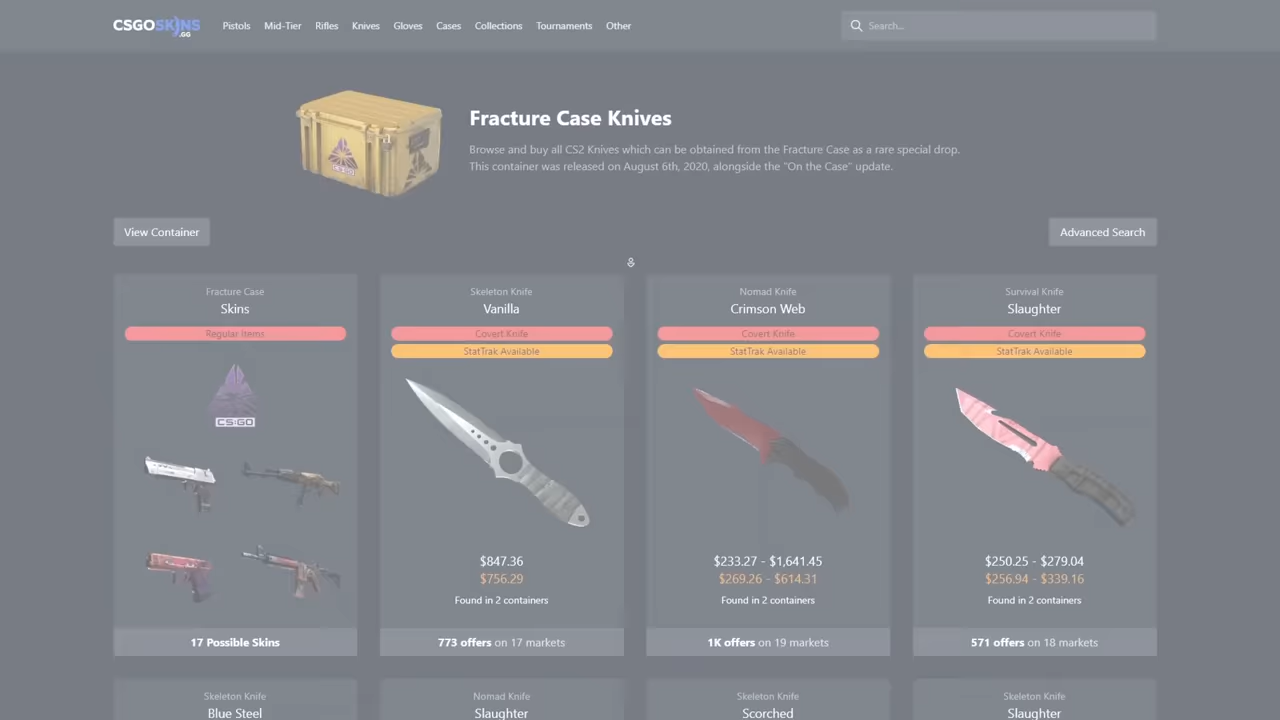 CSGOSKINS.GG
Pistols Mid-Tier Rifles Knives Gloves Cases Collections Tournaments Other
Search...
Fracture Case Knives
Browse and buy all CS2 Knives which can be obtained from the Fracture Case as a rare special drop.
This container was released on August 6th, 2020, alongside the "On the Case" update.
View Container
Advanced Search
Fracture Case
Skins
Regular Items
CS:GO
17 Possible Skins
Skeleton Knife
Vanilla
Covert Knife
StatTrak Available
$847.36
$756.29
Found in 2 containers
773 offers on 17 markets
Nomad Knife
Crimson Web
Covert Knife
StatTrak Available
$233.27 - $1,641.45
$269.26 - $614.31
Found in 2 containers
1K offers on 19 markets
Survival Knife
Slaughter
Covert Knife
StatTrak Available
$250.25 - $279.04
$256.94 - $339.16
Found in 2 containers
571 offers on 18 markets
Skeleton Knife
Blue Steel
Nomad Knife
Slaughter
Skeleton Knife
Scorched
Skeleton Knife
Slaughter